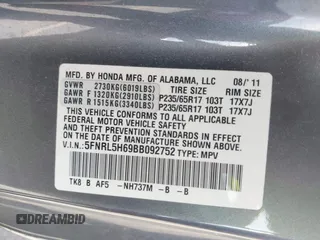 MFD. BY HONDA MFG. OF ALABAMA, LLC 08/'11
GVWR 2730KG(6019LBS) TIRE SIZE RIM SIZE
GAWR F 1320KG(2910LBS) P235/65R17 103T 17X7J
GAWR R 1515KG(3340LBS) P235/65R17 103T 17X7J
THIS VEHICLE CONFORMS TO ALL APPLICABLE
FEDERAL MOTOR VEHICLE SAFETY AND
THEFT PREVENTION STANDARDS IN EFFECT ON
THE DATE OF MANUFACTURE SHOWN ABOVE.
V.I.N: 5FNRL5H69BB092752 TYPE: MPV
TK8 B AF5 -NH737M -B -B
DREAMBID